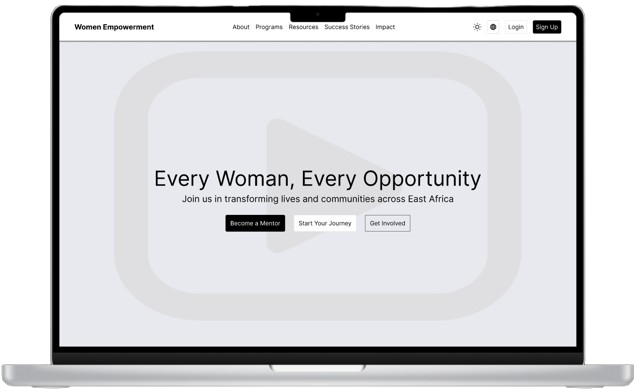 Women Empowerment
About Programs Resources Success Stories Impact
Login Sign Up
Every Woman, Every Opportunity
Join us in transforming lives and communities across East Africa
Become a Mentor Start Your Journey Get Involved